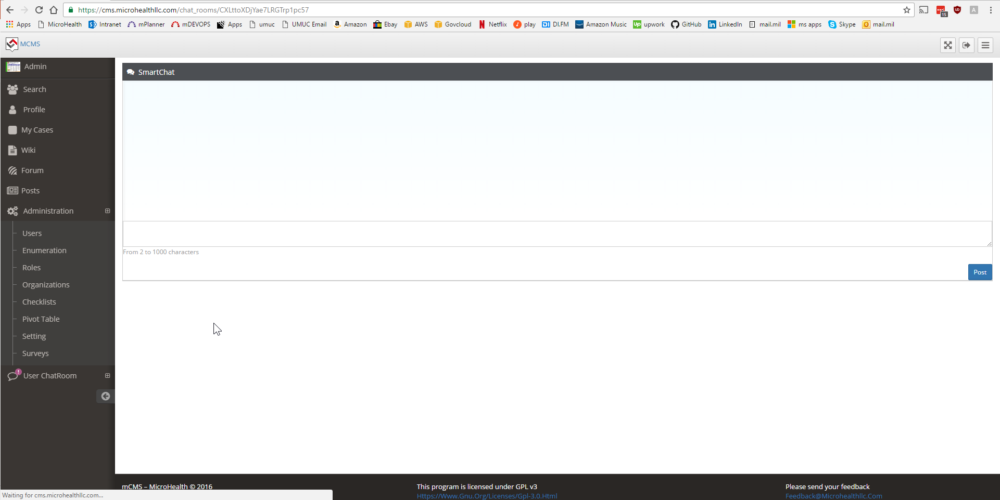 https://cms.microhealthllc.com/chat_rooms/CXLttoXDjYae7LRGTrp1pc57
15
A
Apps MicroHealth Intranet mPlanner mDEVOPS Apps umuc UMUC Email Amazon Ebay AWS Govcloud Netflix play DI.FM Amazon Music upwork GitHub LinkedIn mail.mil ms apps Skype mail.mil
MCMS
Admin
SmartChat
Search
Profile
My Cases
Wiki
Forum
Posts
Administration
Users
Enumeration
From 2 to 1000 characters
Roles
Post
Organizations
Checklists
Pivot Table
Setting
Surveys
User ChatRoom
mCMS – MicroHealth © 2016
This program is licensed under GPL v3
Please send your feedback
Waiting for cms.microhealthllc.com...
Https://Www.Gnu.Org/Licenses/Gpl-3.0.Html
Feedback@Microhealthllc.Com